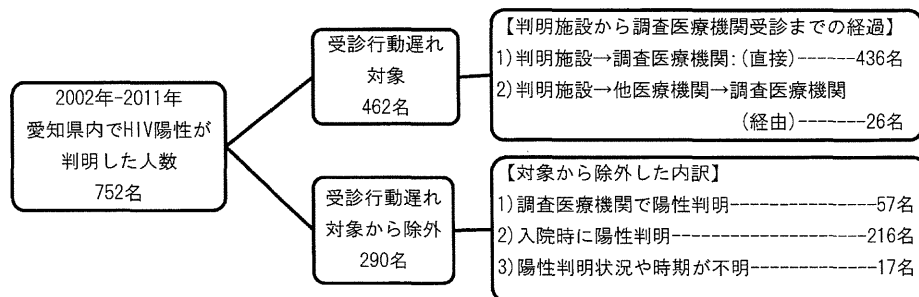 2002年-2011年
愛知県内でHIV陽性が
判明した人数
752名
受診行動遅れ
対象
462名
【判明施設から調査医療機関受診までの経過】
1)判明施設→調査医療機関:(直接)------436名
2)判明施設→他医療機関→調査医療機関
(経由)-------26名
受診行動遅れ
対象から除外
290名
【対象から除外した内訳】
1)調査医療機関で陽性判明---------------57名
2)入院時に陽性判明--------------------216名
3)陽性判明状況や時期が不明------------17名